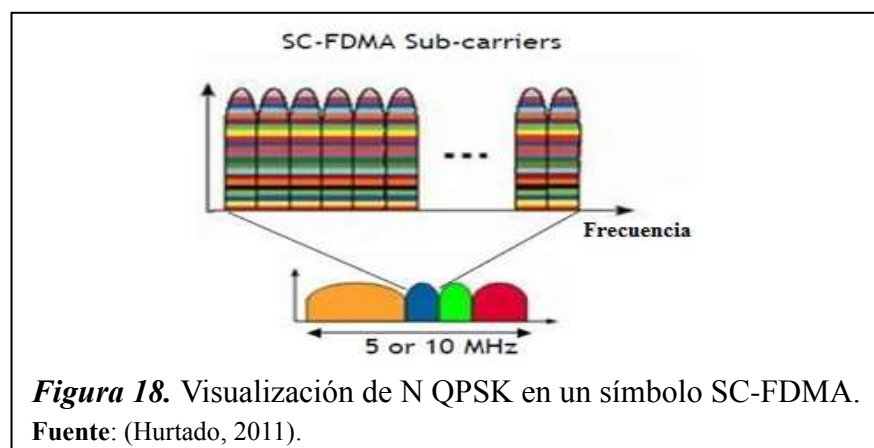 SC-FDMA Sub-carriers
Frecuencia
5 or 10 MHz
Figura 18. Visualización de N QPSK en un símbolo SC-FDMA.
Fuente: (Hurtado, 2011).